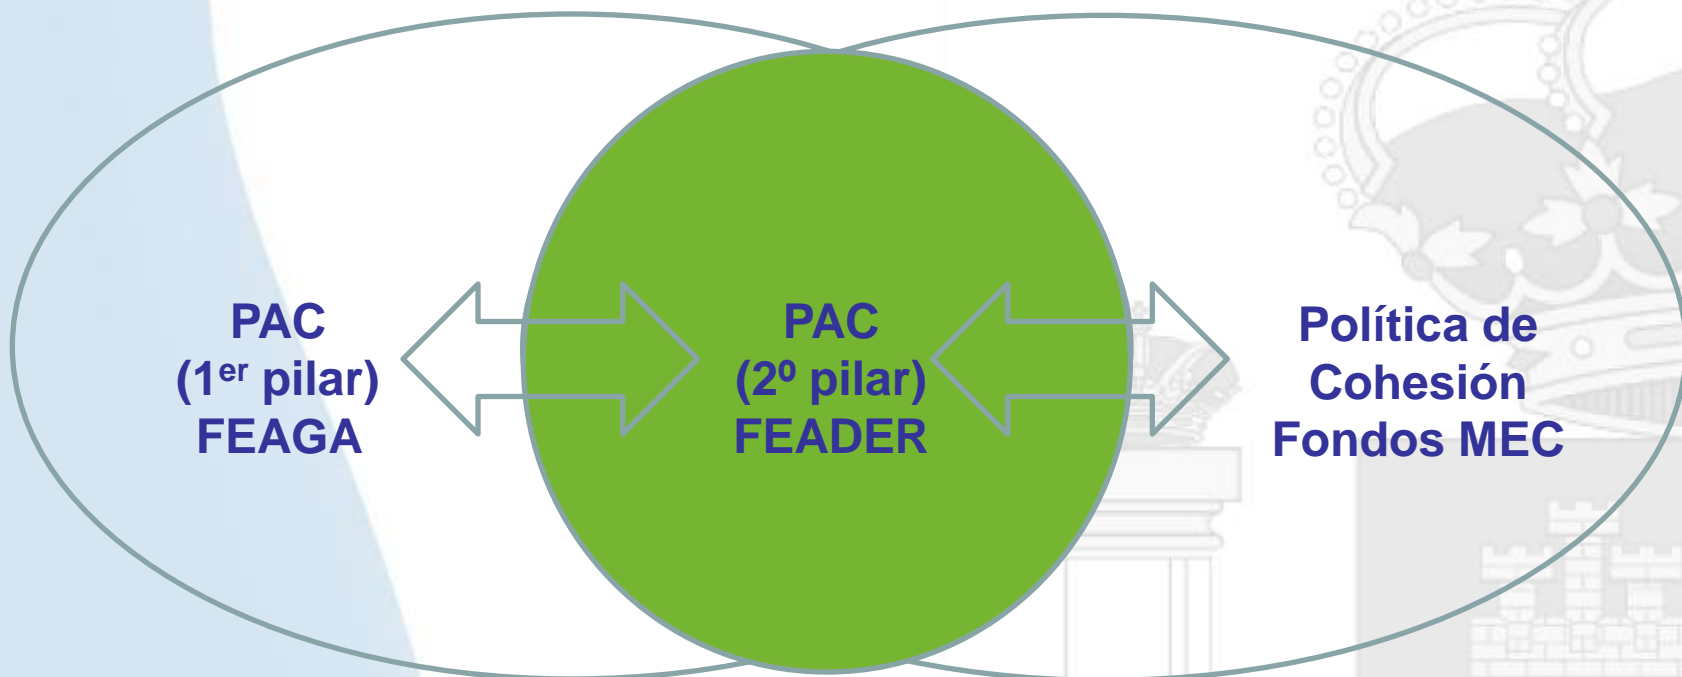 PAC
(1er pilar)
FEAGA
PAC
(2º pilar)
FEADER
Política de
Cohesión
Fondos MEC